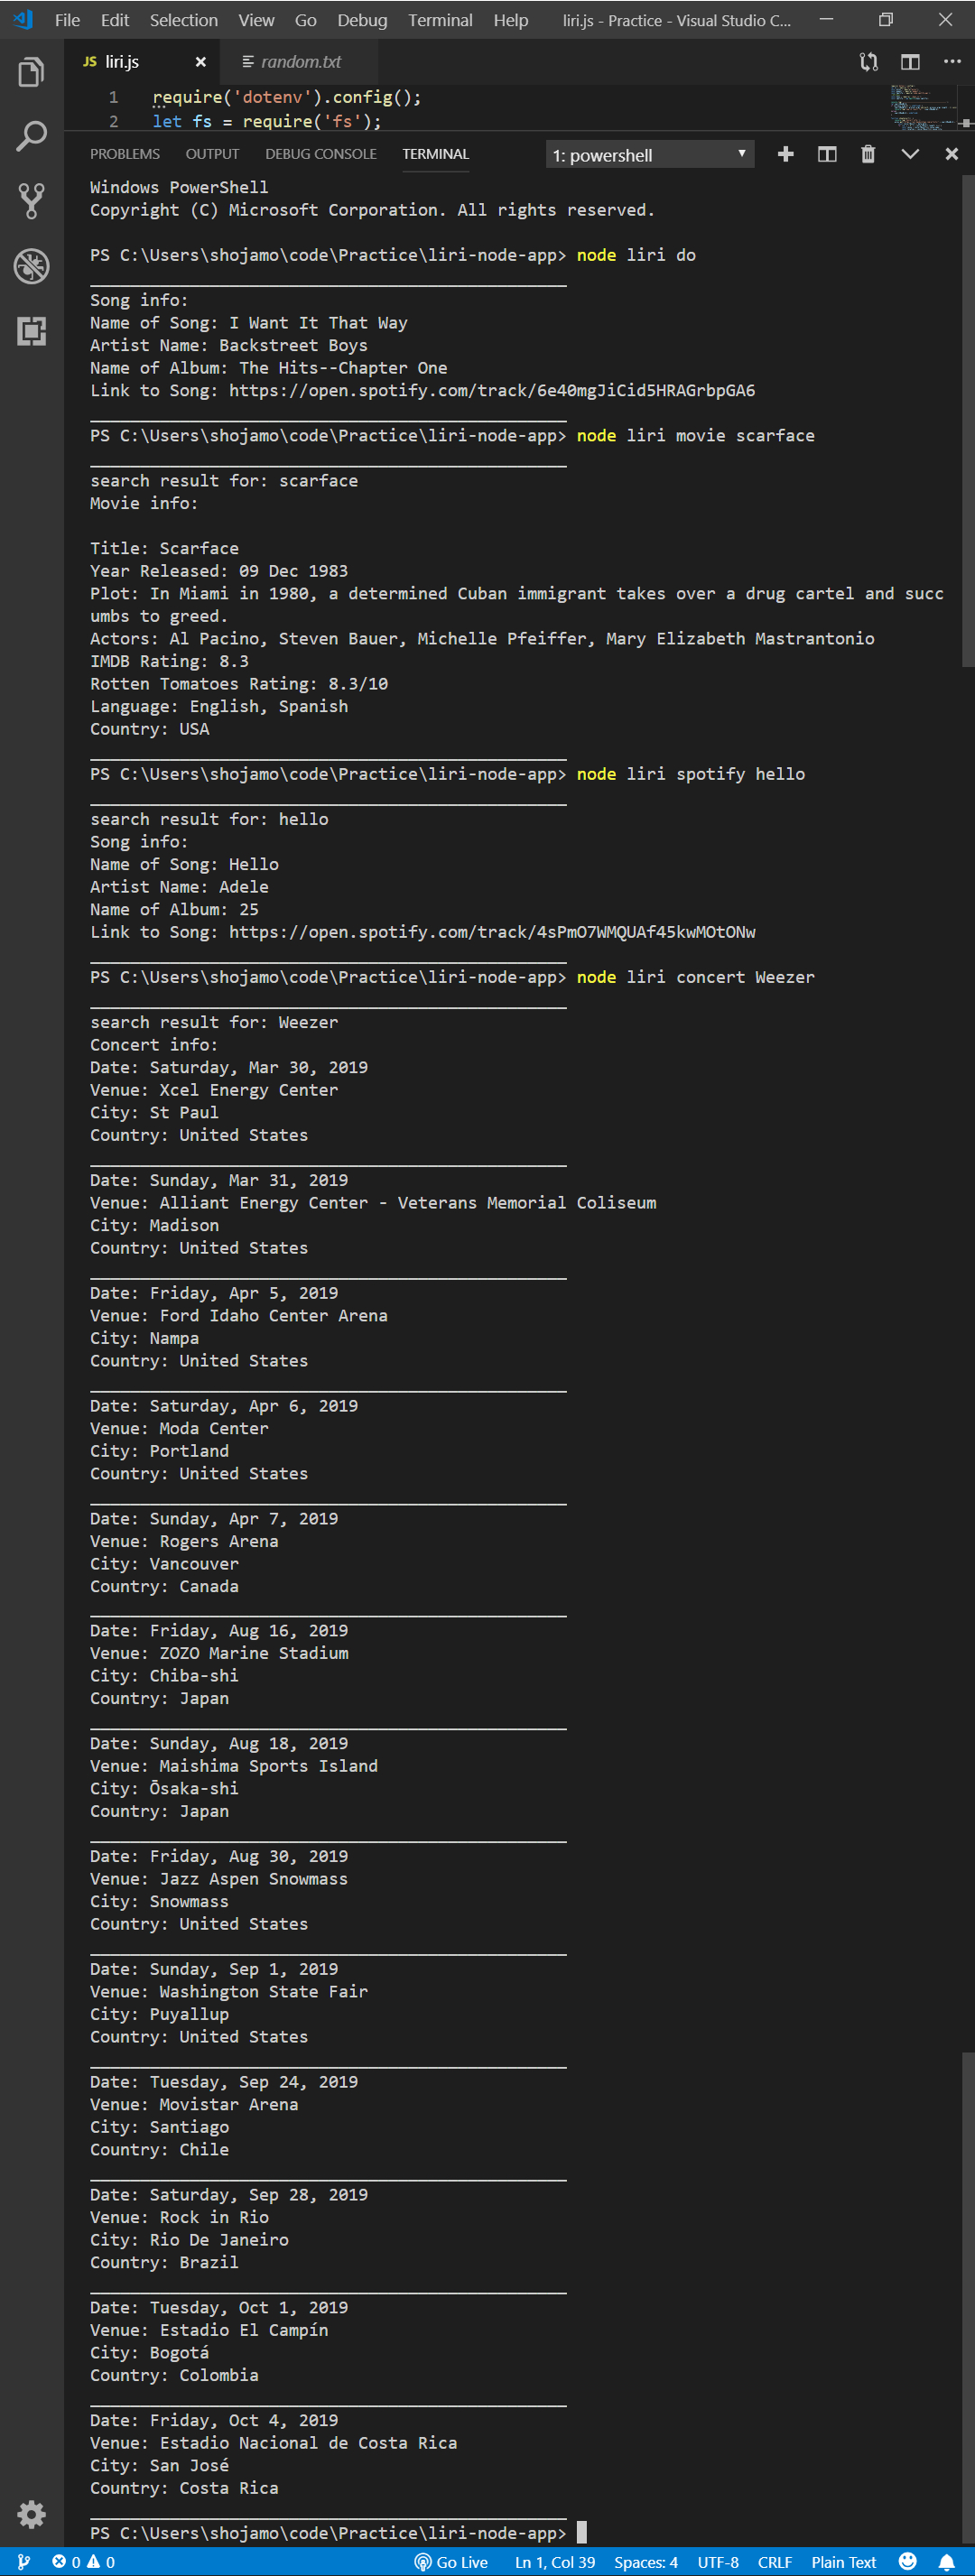 File Edit Selection View Go Debug Terminal Help liri.js - Practice - Visual Studio C...
JS liri.js random.txt
1 require('dotenv').config();
2 let fs = require('fs');
PROBLEMS OUTPUT DEBUG CONSOLE TERMINAL 1: powershell
Windows PowerShell
Copyright (C) Microsoft Corporation. All rights reserved.
PS C:\Users\shojamo\code\Practice\liri-node-app> node liri do
Song info:
Name of Song: I Want It That Way
Artist Name: Backstreet Boys
Name of Album: The Hits--Chapter One
Link to Song: https://open.spotify.com/track/6e40mgJiCid5HRAGrbpGA6
PS C:\Users\shojamo\code\Practice\liri-node-app> node liri movie scarface
search result for: scarface
Movie info:
Title: Scarface
Year Released: 09 Dec 1983
Plot: In Miami in 1980, a determined Cuban immigrant takes over a drug cartel and succ
umbs to greed.
Actors: Al Pacino, Steven Bauer, Michelle Pfeiffer, Mary Elizabeth Mastrantonio
IMDB Rating: 8.3
Rotten Tomatoes Rating: 8.3/10
Language: English, Spanish
Country: USA
PS C:\Users\shojamo\code\Practice\liri-node-app> node liri spotify hello
search result for: hello
Song info:
Name of Song: Hello
Artist Name: Adele
Name of Album: 25
Link to Song: https://open.spotify.com/track/4sPmO7WMQUAf45kwMOtONw
PS C:\Users\shojamo\code\Practice\liri-node-app> node liri concert Weezer
search result for: Weezer
Concert info:
Date: Saturday, Mar 30, 2019
Venue: Xcel Energy Center
City: St Paul
Country: United States
Date: Sunday, Mar 31, 2019
Venue: Alliant Energy Center - Veterans Memorial Coliseum
City: Madison
Country: United States
Date: Friday, Apr 5, 2019
Venue: Ford Idaho Center Arena
City: Nampa
Country: United States
Date: Saturday, Apr 6, 2019
Venue: Moda Center
City: Portland
Country: United States
Date: Sunday, Apr 7, 2019
Venue: Rogers Arena
City: Vancouver
Country: Canada
Date: Friday, Aug 16, 2019
Venue: ZOZO Marine Stadium
City: Chiba-shi
Country: Japan
Date: Sunday, Aug 18, 2019
Venue: Maishima Sports Island
City: Ōsaka-shi
Country: Japan
Date: Friday, Aug 30, 2019
Venue: Jazz Aspen Snowmass
City: Snowmass
Country: United States
Date: Sunday, Sep 1, 2019
Venue: Washington State Fair
City: Puyallup
Country: United States
Date: Tuesday, Sep 24, 2019
Venue: Movistar Arena
City: Santiago
Country: Chile
Date: Saturday, Sep 28, 2019
Venue: Rock in Rio
City: Rio De Janeiro
Country: Brazil
Date: Tuesday, Oct 1, 2019
Venue: Estadio El Campín
City: Bogotá
Country: Colombia
Date: Friday, Oct 4, 2019
Venue: Estadio Nacional de Costa Rica
City: San José
Country: Costa Rica
PS C:\Users\shojamo\code\Practice\liri-node-app>
0 0 Go Live Ln 1, Col 39 Spaces: 4 UTF-8 CRLF Plain Text